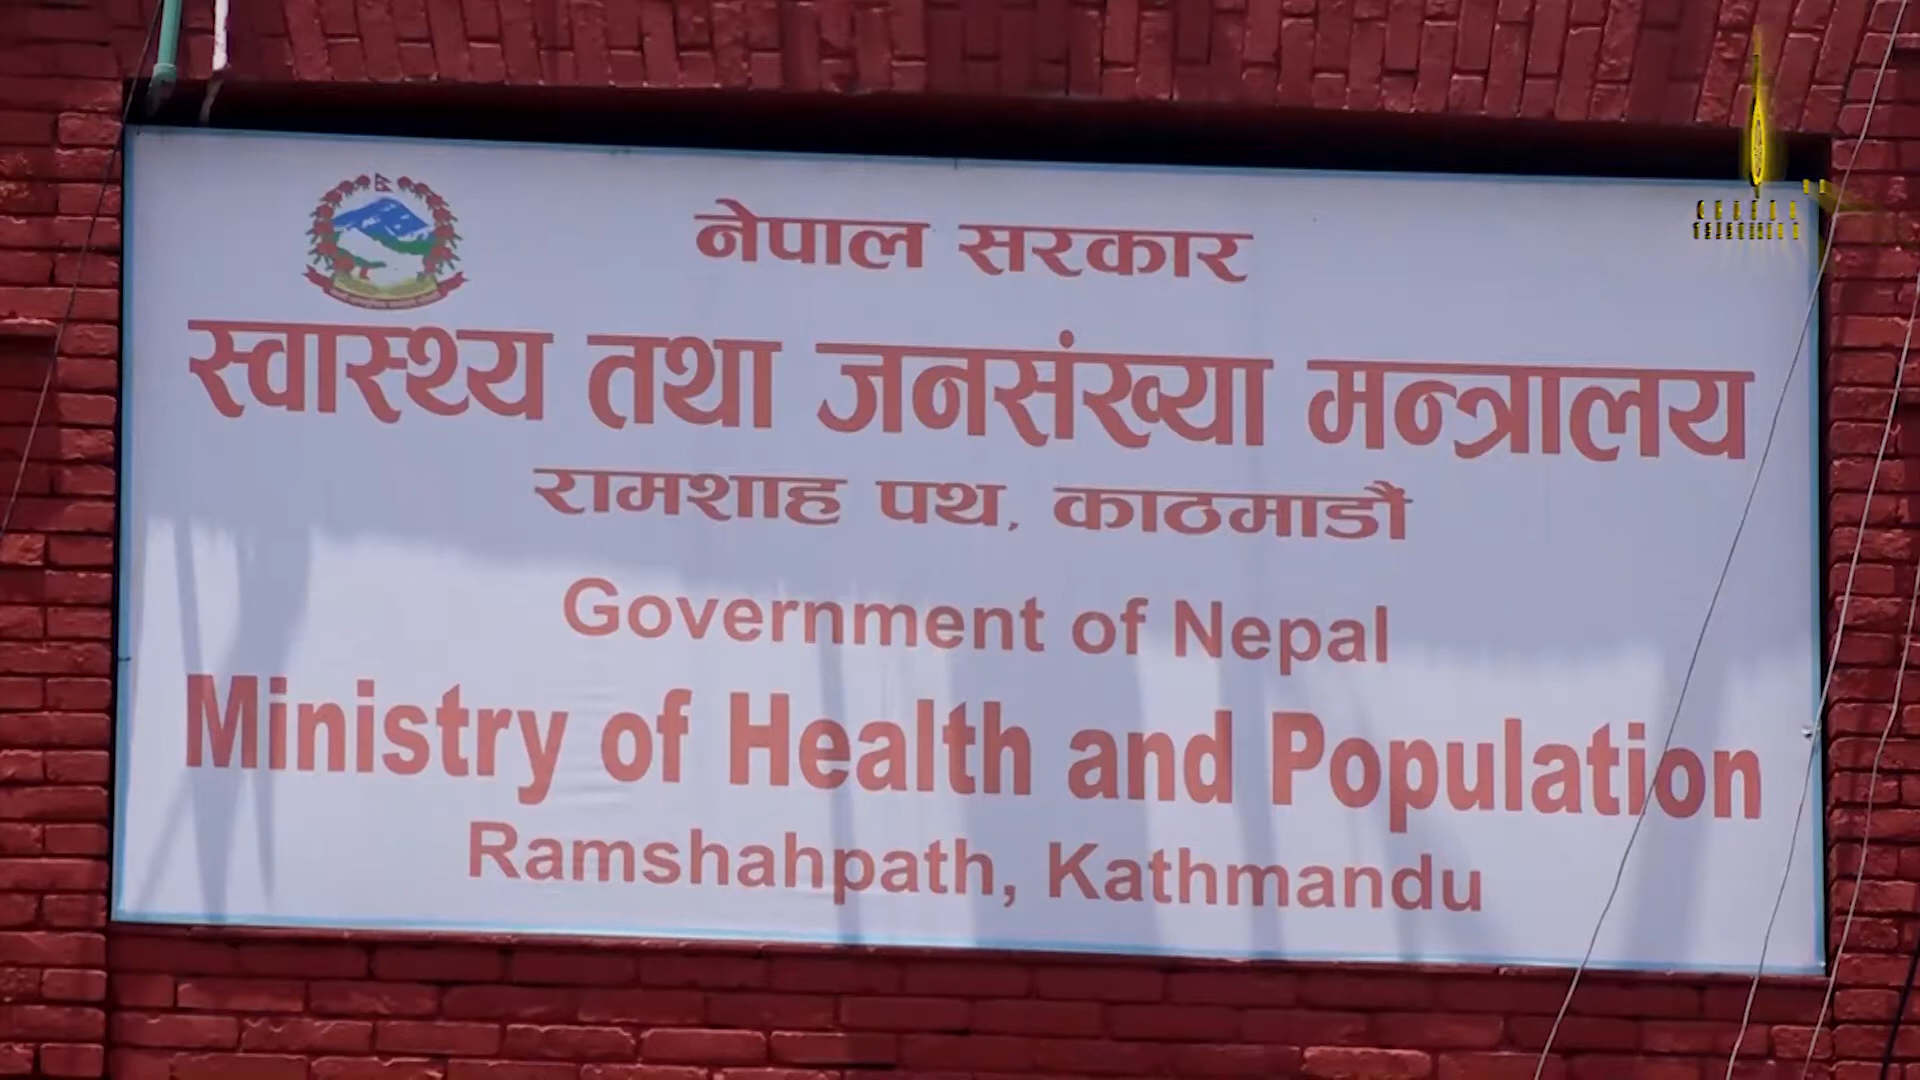 नेपाल सरकार
स्वास्थ्य तथा जनसंख्या मन्त्रालय
रामशाह पथ, काठमाडौं
Government of Nepal
Ministry of Health and Population
Ramshahpath, Kathmandu